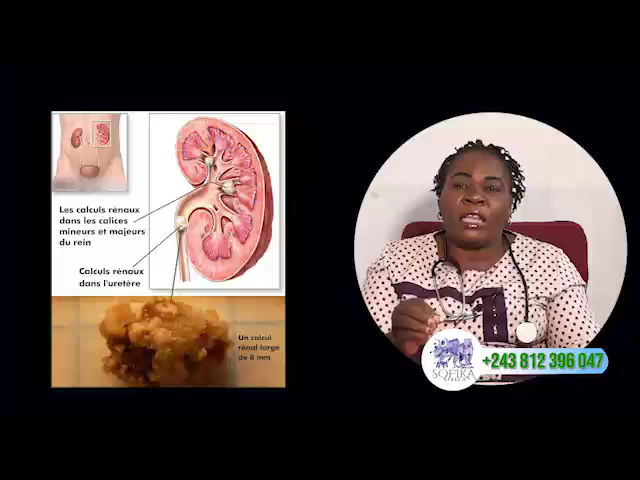 Les calculs rénaux
dans les calices
mineurs et majeurs
du rein
Calculs rénaux
dans l'uretère
Un calcul
rénal large
de 8 mm
SOFIKA
+243 812 396 047